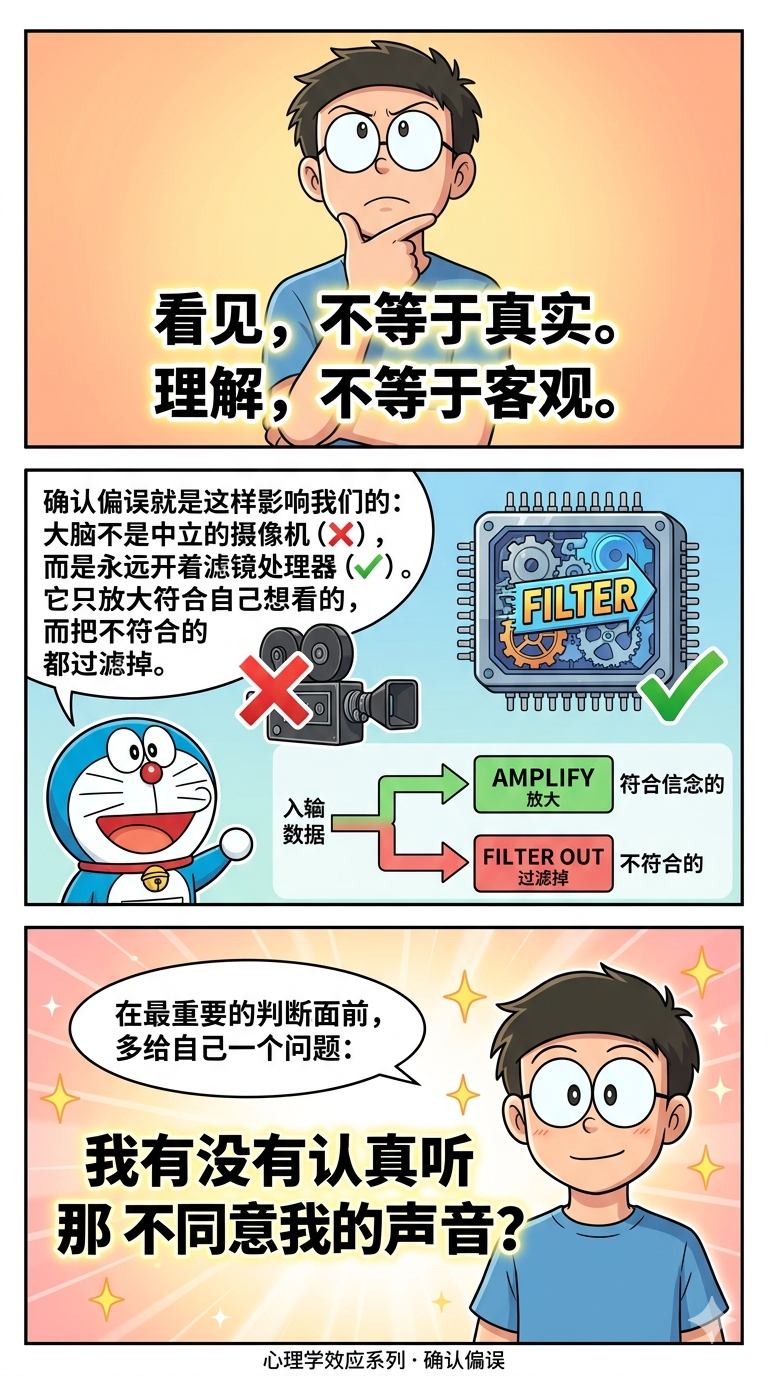 看见，不等于真实。
理解，不等于客观。
确认偏误就是这样影响我们的：
大脑不是中立的摄像机（❌），
而是永远开着滤镜处理器（✓）。
它只放大符合自己想看的，
而把不符合的
都过滤掉。
FILTER
入输
数据
AMPLIFY
放大
符合信念的
FILTER OUT
过滤掉
不符合的
在最重要的判断面前，
多给自己一个问题：
我有没有认真听
那 不同意我的声音？
心理学效应系列 · 确认偏误